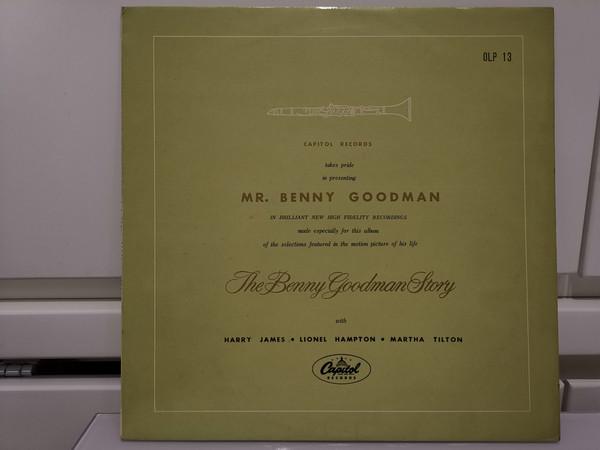 OLP 13
CAPITOL RECORDS
takes pride
in presenting
MR. BENNY GOODMAN
IN BRILLIANT NEW HIGH FIDELITY RECORDINGS
made especially for this album
of the selections featured in the motion picture of his life
The Benny Goodman Story
with
HARRY JAMES • LIONEL HAMPTON • MARTHA TILTON
Capitol
RECORDS